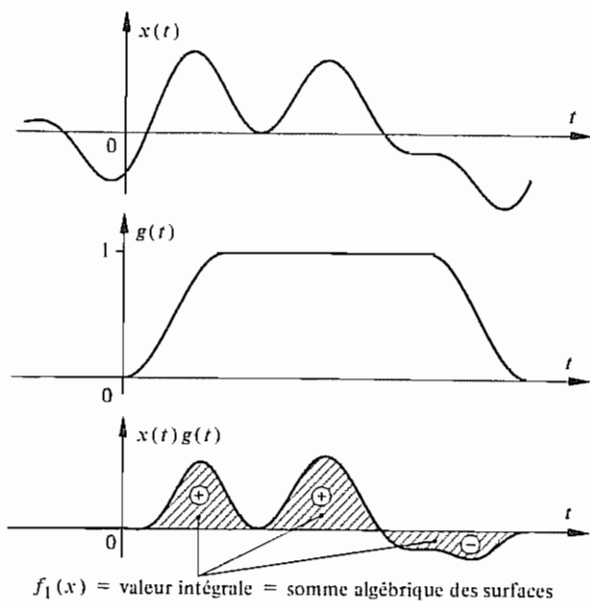 x(t)
t
0
g(t)
1
t
0
x(t)g(t)
+
+
t
0
−
f₁(x) = valeur intégrale = somme algébrique des surfaces